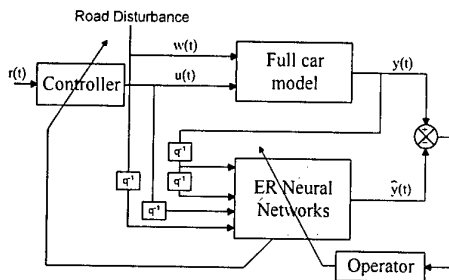 Road Disturbance
w(t)
Full car
model
y(t)
r(t)
Controller
u(t)
q⁻¹
q⁻¹
q⁻¹
q⁻¹
ER Neural
Networks
ŷ(t)
+
-
Operator